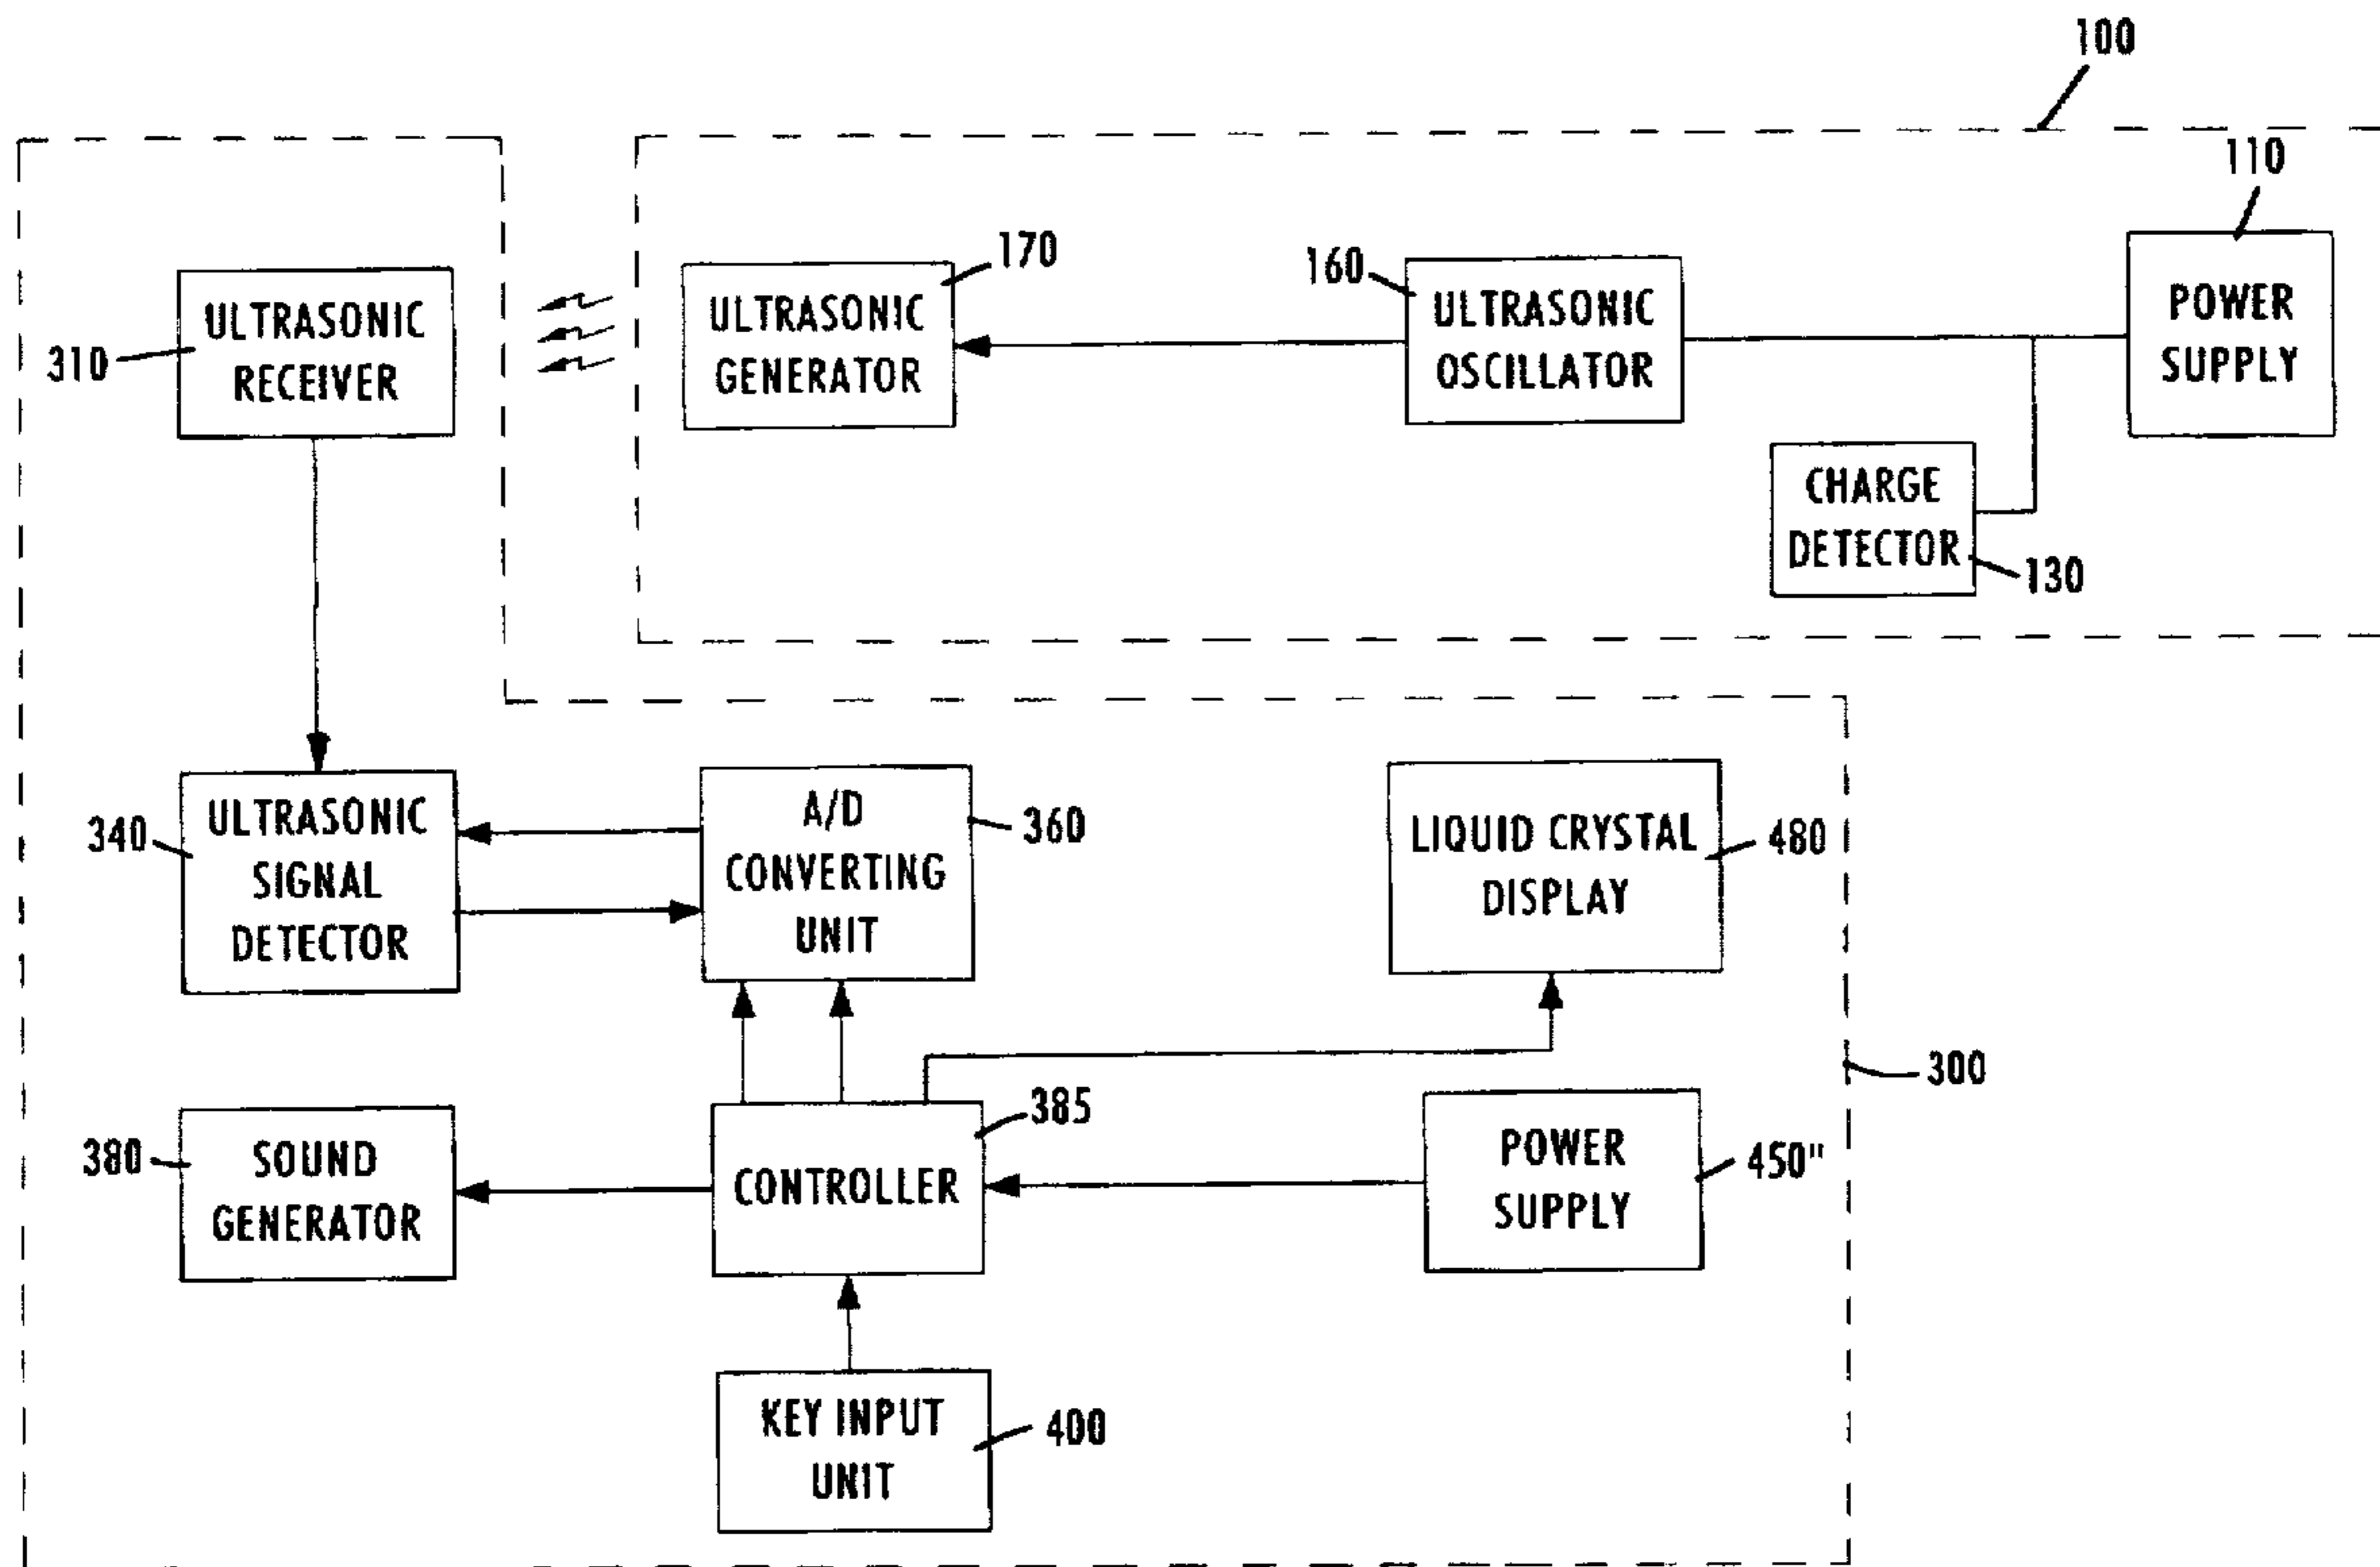 100
110
170
160
ULTRASONIC
RECEIVER
310
ULTRASONIC
GENERATOR
ULTRASONIC
OSCILLATOR
POWER
SUPPLY
CHARGE
DETECTOR
130
340
ULTRASONIC
SIGNAL
DETECTOR
A/D
CONVERTING
UNIT
360
LIQUID CRYSTAL
DISPLAY
480
300
380
SOUND
GENERATOR
385
CONTROLLER
POWER
SUPPLY
450"
KEY INPUT
UNIT
400